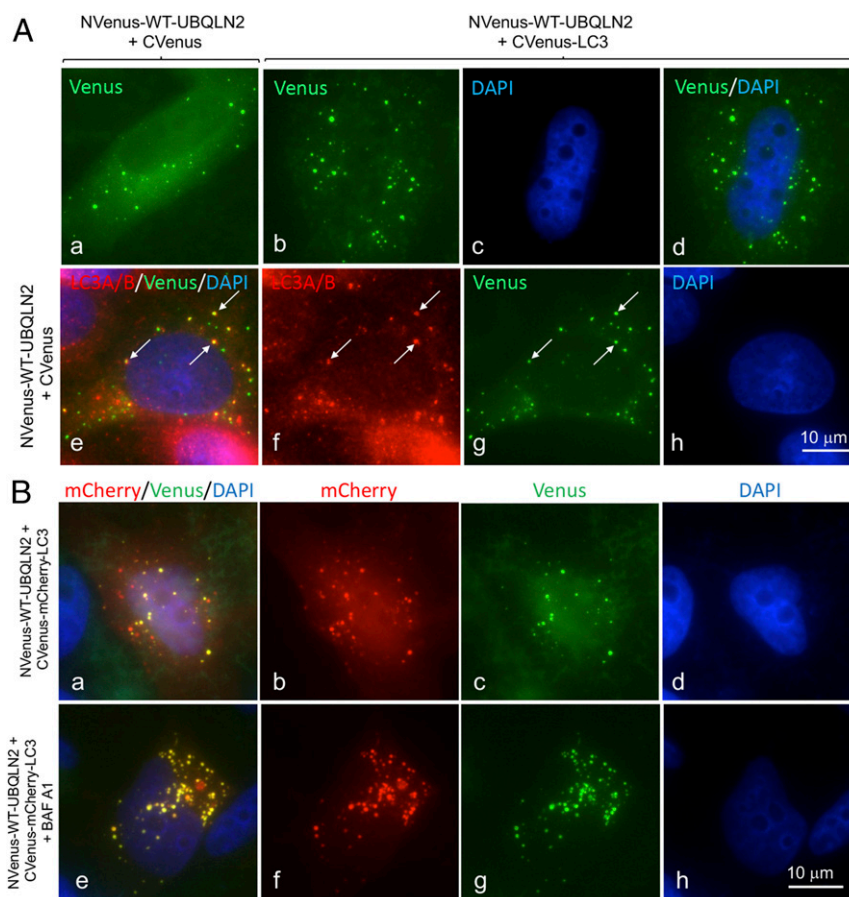 A
NVenus-WT-UBQLN2
+ CVenus
NVenus-WT-UBQLN2
+ CVenus-LC3
Venus
Venus
DAPI
Venus/DAPI
a
b
c
d
NVenus-WT-UBQLN2
+ CVenus
LC3A/B/Venus/DAPI
LC3A/B
Venus
DAPI
e
f
g
h
10 μm
B
mCherry/Venus/DAPI
mCherry
Venus
DAPI
NVenus-WT-UBQLN2 +
CVenus-mCherry-LC3
a
b
c
d
NVenus-WT-UBQLN2 +
CVenus-mCherry-LC3
+ BAF A1
e
f
g
h
10 μm